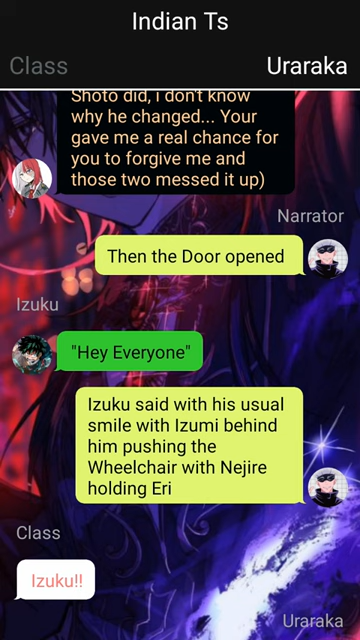 Indian Ts
Class
Uraraka
Shoto did, i don't know
why he changed... Your
gave me a real chance for
you to forgive me and
those two messed it up)
Narrator
Then the Door opened
Izuku
"Hey Everyone"
Izuku said with his usual
smile with Izumi behind
him pushing the
Wheelchair with Nejire
holding Eri
Class
Izuku!!
Uraraka